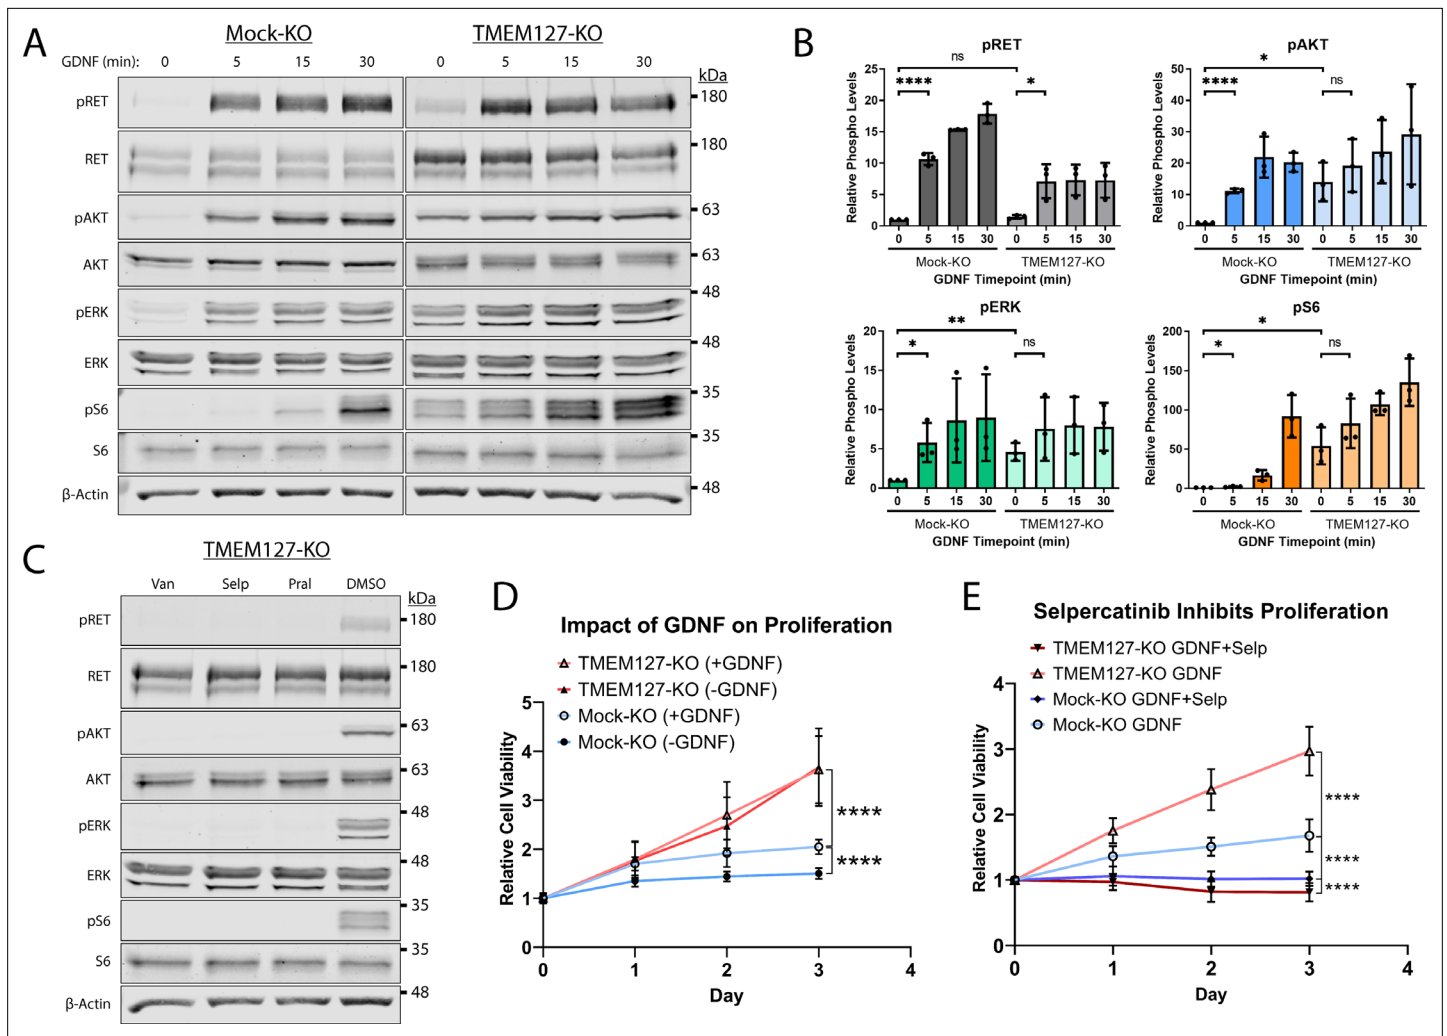 A
Mock-KO
TMEM127-KO
GDNF (min): 0 5 15 30 0 5 15 30
kDa
pRET
180
RET
180
pAKT
63
AKT
63
pERK
48
ERK
48
pS6
35
S6
35
β-Actin
48
B
pRET
ns
**** *
Relative Phospho Levels
25
20
15
10
5
0
0 5 15 30 0 5 15 30
Mock-KO TMEM127-KO
GDNF Timepoint (min)
pAKT
*
**** ns
Relative Phospho Levels
50
40
30
20
10
0
0 5 15 30 0 5 15 30
Mock-KO TMEM127-KO
GDNF Timepoint (min)
pERK
**
* ns
Relative Phospho Levels
20
15
10
5
0
0 5 15 30 0 5 15 30
Mock-KO TMEM127-KO
GDNF Timepoint (min)
pS6
*
* ns
Relative Phospho Levels
200
150
100
50
0
0 5 15 30 0 5 15 30
Mock-KO TMEM127-KO
GDNF Timepoint (min)
C
TMEM127-KO
Van Selp Pral DMSO
kDa
pRET
180
RET
180
pAKT
63
AKT
63
pERK
48
ERK
48
pS6
35
S6
35
β-Actin
48
D
Impact of GDNF on Proliferation
TMEM127-KO (+GDNF)
TMEM127-KO (-GDNF)
Mock-KO (+GDNF)
Mock-KO (-GDNF)
Relative Cell Viability
5
4
3
2
1
0
****
****
0 1 2 3 4
Day
E
Selpercatinib Inhibits Proliferation
TMEM127-KO GDNF+Selp
TMEM127-KO GDNF
Mock-KO GDNF+Selp
Mock-KO GDNF
Relative Cell Viability
4
3
2
1
0
****
****
****
0 1 2 3 4
Day